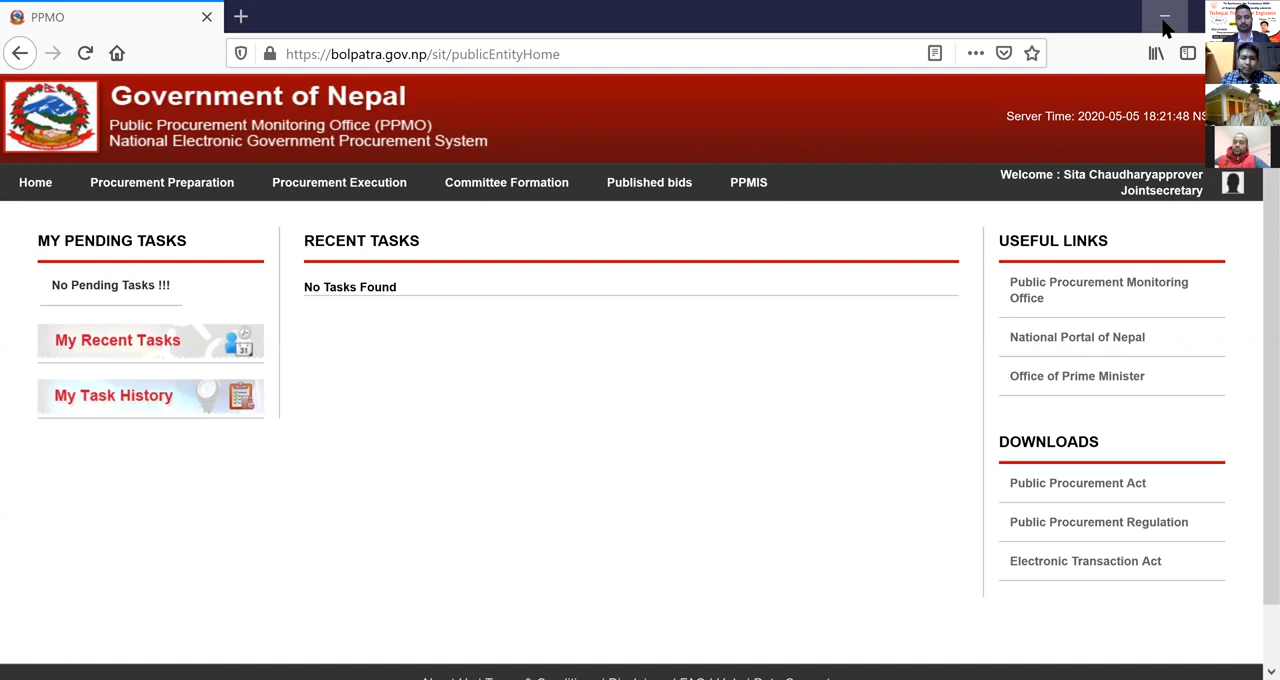 PPMO
https://bolpatra.gov.np/sit/publicEntityHome
Government of Nepal
Public Procurement Monitoring Office (PPMO)
National Electronic Government Procurement System
Server Time: 2020-05-05 18:21:48
Home Procurement Preparation Procurement Execution Committee Formation Published bids PPMIS
Welcome : Sita Chaudharyapprover
Jointsecretary
MY PENDING TASKS
No Pending Tasks !!!
My Recent Tasks
31
My Task History
RECENT TASKS
No Tasks Found
USEFUL LINKS
Public Procurement Monitoring
Office
National Portal of Nepal
Office of Prime Minister
DOWNLOADS
Public Procurement Act
Public Procurement Regulation
Electronic Transaction Act